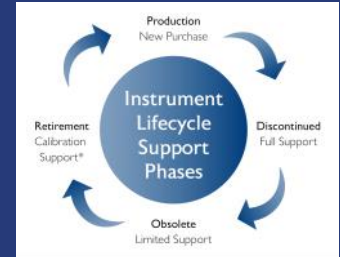 Production
New Purchase
Instrument
Lifecycle
Support
Phases
Discontinued
Full Support
Obsolete
Limited Support
Retirement
Calibration
Support*